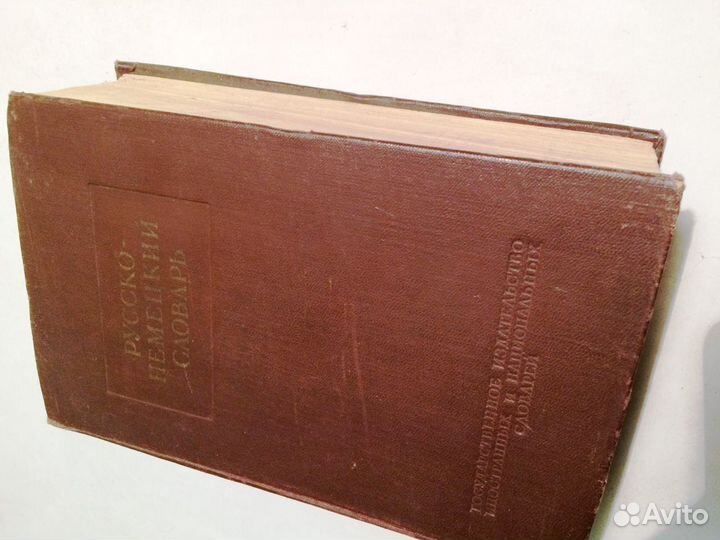 РУССКО-
НЕМЕЦКИЙ
СЛОВАРЬ
ГОСУДАРСТВЕННОЕ ИЗДАТЕЛЬСТВО
ИНОСТРАННЫХ И НАЦИОНАЛЬНЫХ
СЛОВАРЕЙ
Avito